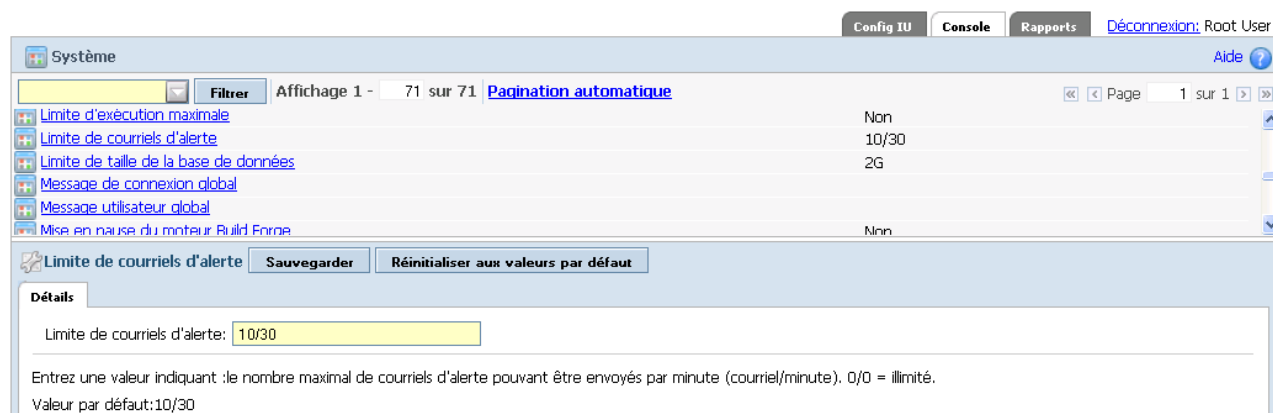 Config IU Console Rapports Déconnexion: Root User
Système Aide
Filtrer Affichage 1 - 71 sur 71 Pagination automatique Page 1 sur 1
Limite d'exécution maximale Non
Limite de courriels d'alerte 10/30
Limite de taille de la base de données 2G
Message de connexion global
Message utilisateur global
Mise en pause du moteur Build Forge Non
Limite de courriels d'alerte Sauvegarder Réinitialiser aux valeurs par défaut
Détails
Limite de courriels d'alerte: 10/30
Entrez une valeur indiquant :le nombre maximal de courriels d'alerte pouvant être envoyés par minute (courriel/minute). 0/0 = illimité.
Valeur par défaut:10/30